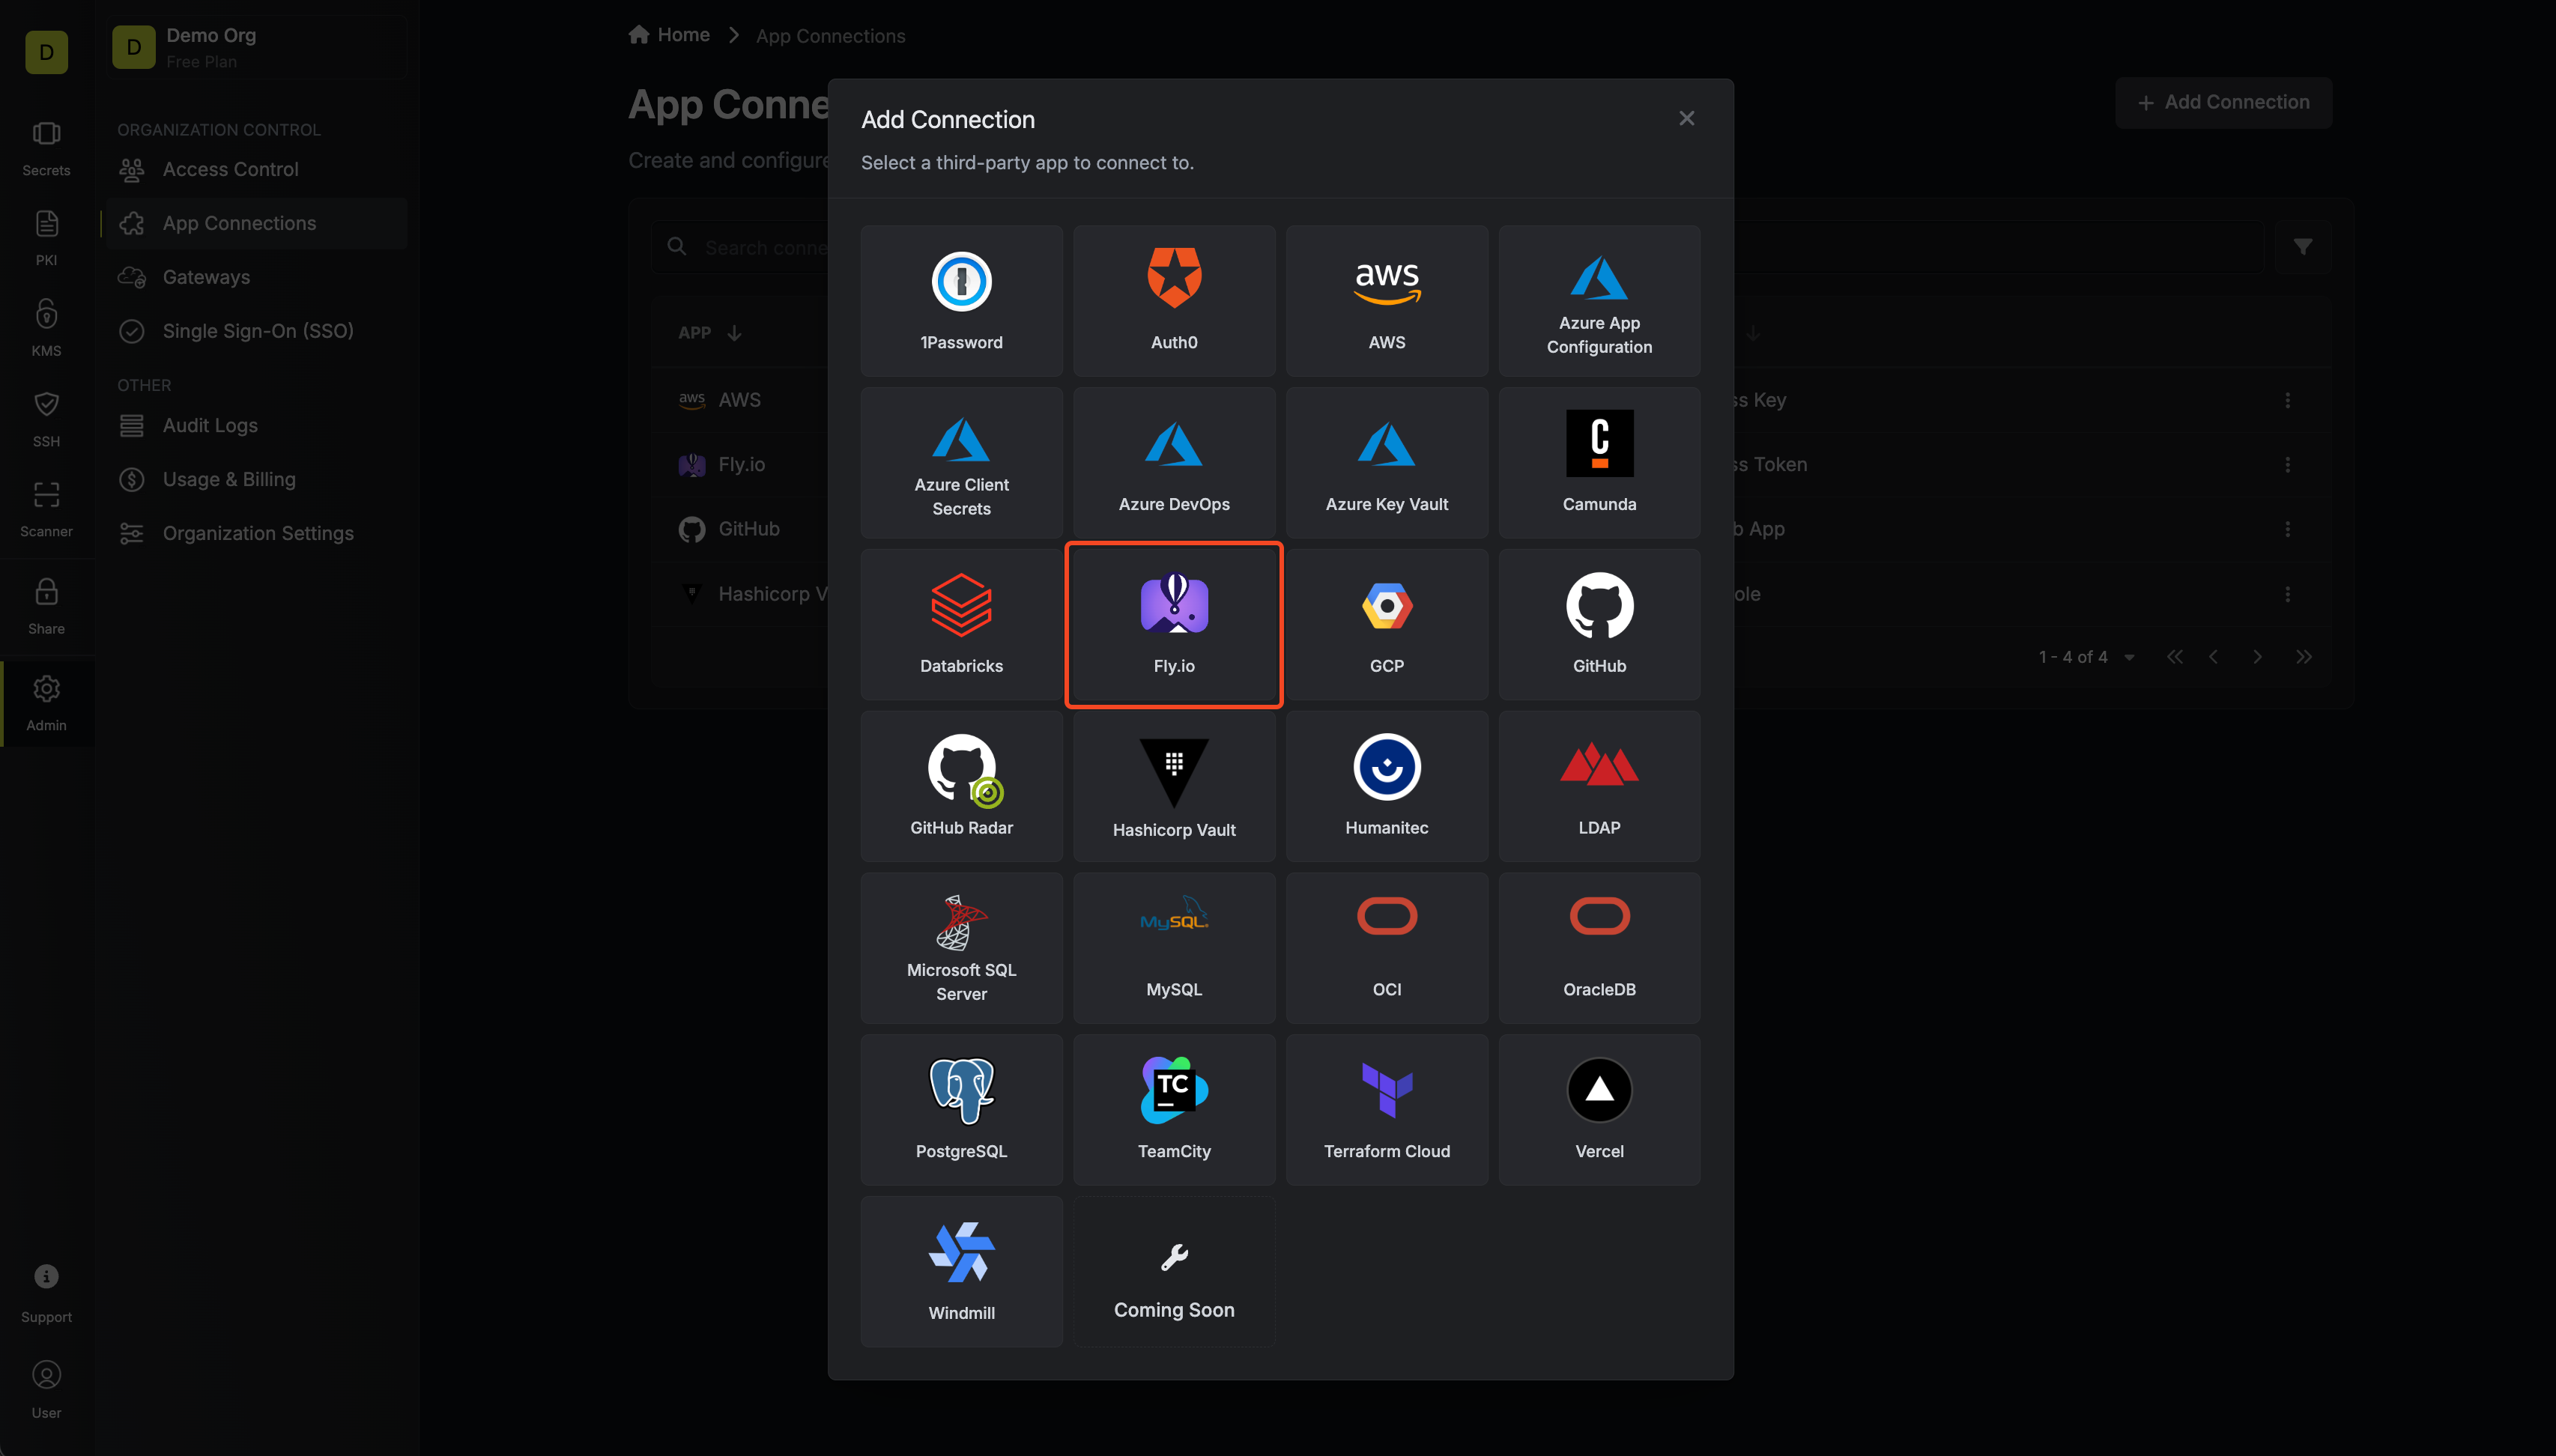 D
D
Demo Org
Free Plan
Secrets
PKI
KMS
SSH
Scanner
Share
Admin
Support
User
ORGANIZATION CONTROL
Access Control
App Connections
Gateways
Single Sign-On (SSO)
OTHER
Audit Logs
Usage & Billing
Organization Settings
Home
App Connections
App Conne
Create and configure
+ Add Connection
Search conne
APP
aws AWS
Fly.io
GitHub
Hashicorp V
ss Key
ss Token
b App
ole
1 - 4 of 4
Add Connection
Select a third-party app to connect to.
1Password
Auth0
aws
AWS
Azure App
Configuration
Azure Client
Secrets
Azure DevOps
Azure Key Vault
C
Camunda
Databricks
Fly.io
GCP
GitHub
GitHub Radar
Hashicorp Vault
Humanitec
LDAP
Microsoft SQL
Server
MySQL
MySQL
OCI
OracleDB
PostgreSQL
TC
TeamCity
Terraform Cloud
Vercel
Windmill
Coming Soon